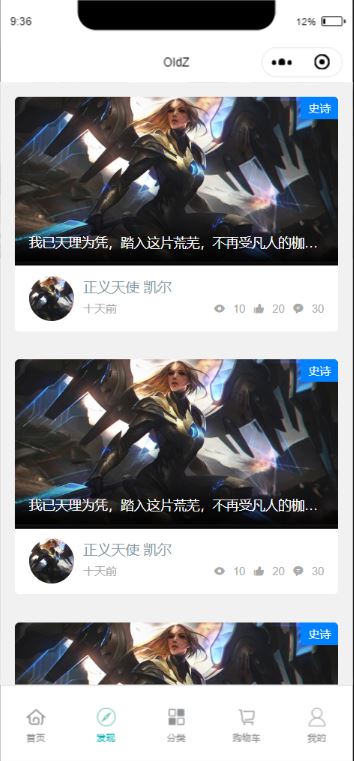 9:36
12%
OldZ
史诗
我已天理为凭，踏入这片荒芜，不再受凡人的枷...
正义天使 凯尔
十天前
10
20
30
史诗
我已天理为凭，踏入这片荒芜，不再受凡人的枷...
正义天使 凯尔
十天前
10
20
30
史诗
首页
发现
分类
购物车
我的